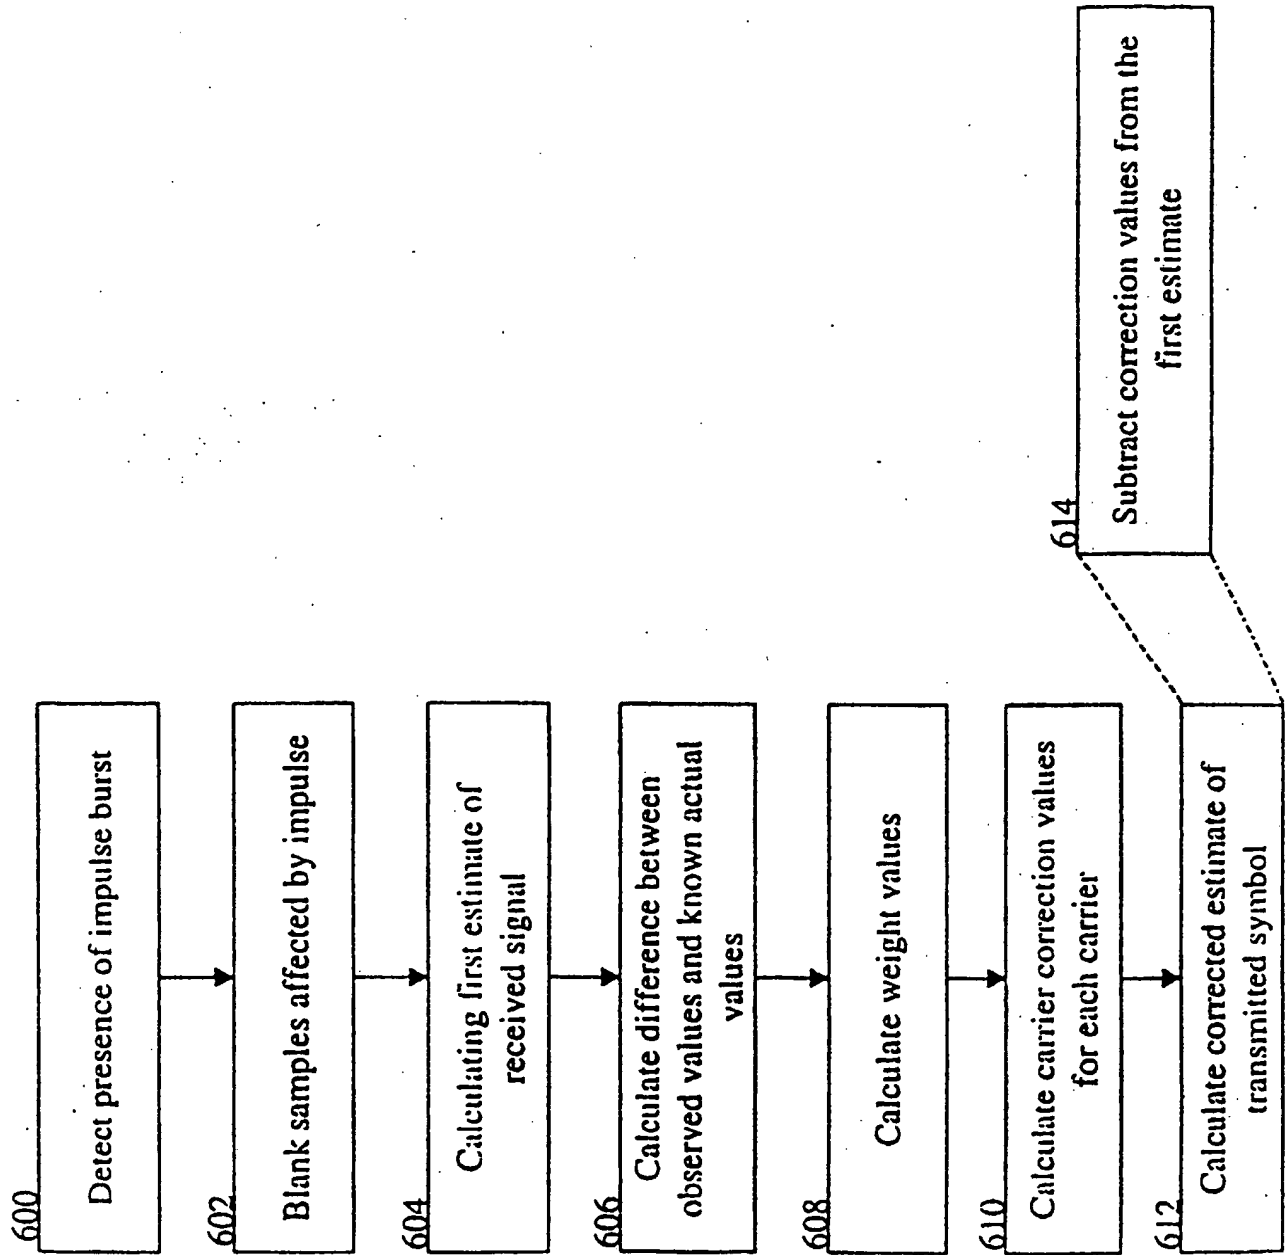 600
Detect presence of impulse burst
602
Blank samples affected by impulse
604
Calculating first estimate of
received signal
606
Calculate difference between
observed values and known actual
values
608
Calculate weight values
610
Calculate carrier correction values
for each carrier
612
Calculate corrected estimate of
transmitted symbol
614
Subtract correction values from the
first estimate